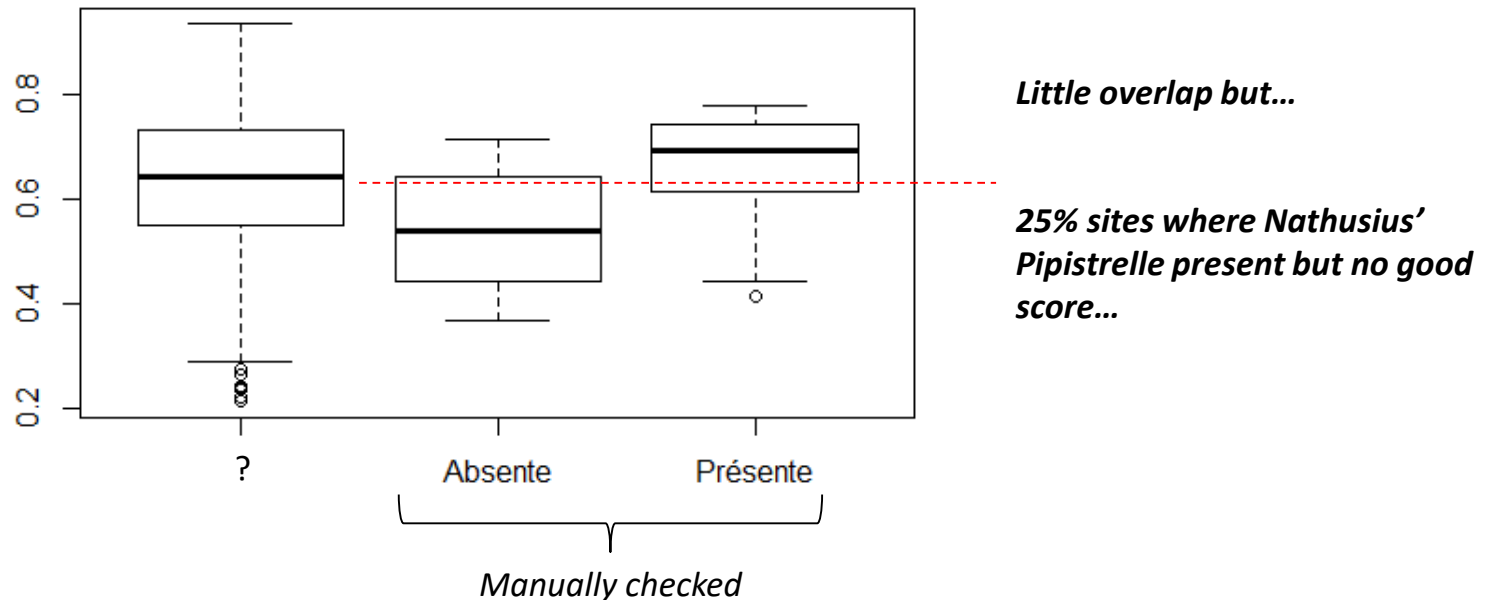 0.8
0.6
0.4
0.2
?
Absente
Présente
Manually checked
Little overlap but…
25% sites where Nathusius’
Pipistrelle present but no good
score…